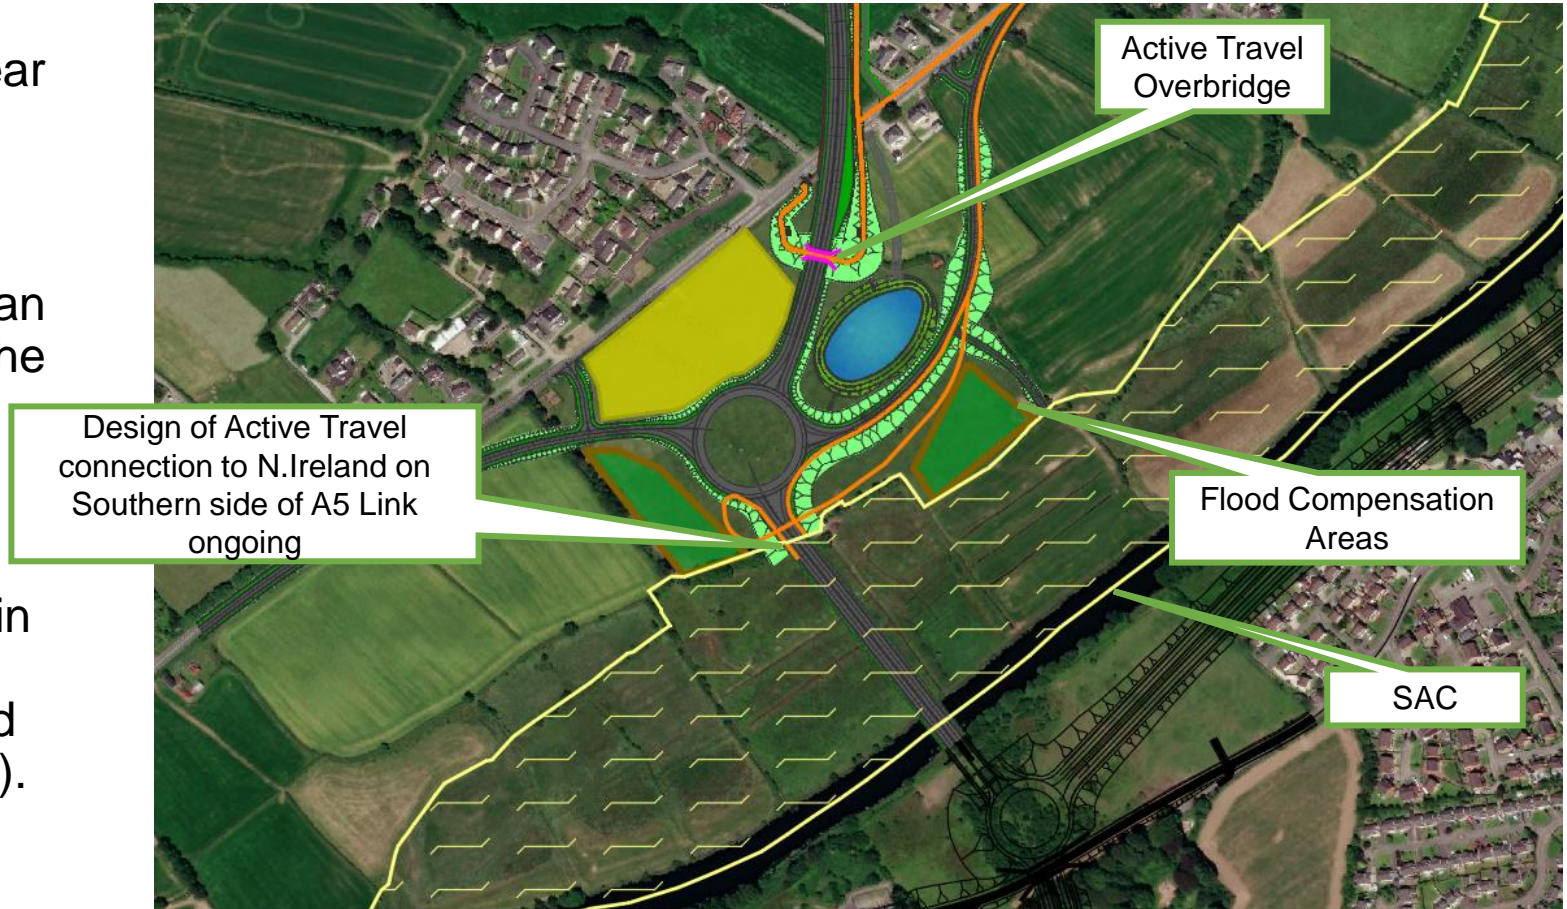 ear
an
ne
in
d
).
Active Travel
Overbridge
Design of Active Travel
connection to N.Ireland on
Southern side of A5 Link
ongoing
Flood Compensation
Areas
SAC